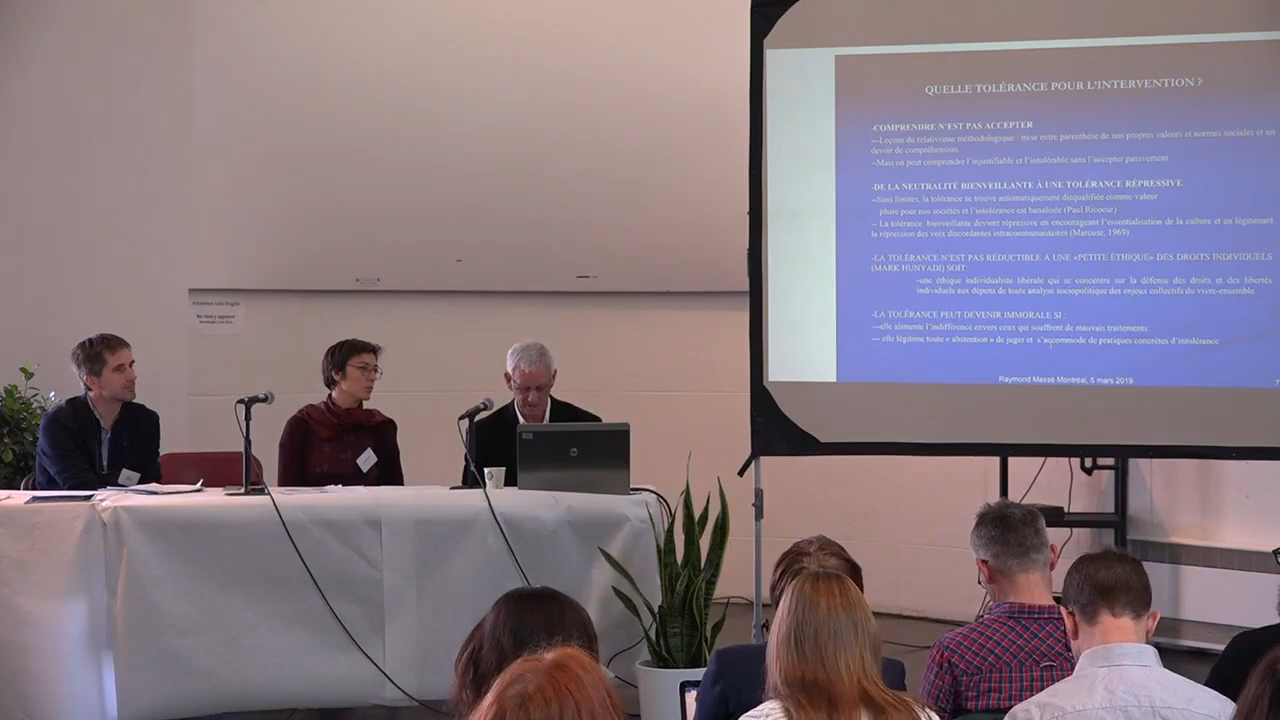 QUELLE TOLÉRANCE POUR L'INTERVENTION ?
-COMPRENDRE N'EST PAS ACCEPTER
---Leçons du relativisme méthodologique : mise entre parenthèse de nos propres valeurs et normes sociales et un
devoir de compréhension.
--Mais on peut comprendre l'injustifiable et l'intolérable sans l'accepter passivement
-DE LA NEUTRALITÉ BIENVEILLANTE À UNE TOLÉRANCE RÉPRESSIVE
--Sans limites, la tolérance se trouve automatiquement disqualifiée comme valeur
phare pour nos sociétés et l'intolérance est banalisée (Paul Ricoeur)
-- La tolérance bienveillante devient répressive en encourageant l'essentialisation de la culture et en légitimant
la répression des voix discordantes intracommunautaires (Marcuse, 1969)
-LA TOLÉRANCE N'EST PAS RÉDUCTIBLE À UNE «PETITE ÉTHIQUE» DES DROITS INDIVIDUELS
(MARK HUNYADI) SOIT
-une éthique individualiste libérale qui se concentre sur la défense des droits et des libertés
individuels aux dépens de toute analyse sociopolitique des enjeux collectifs du vivre-ensemble
-LA TOLÉRANCE PEUT DEVENIR IMMORALE SI :
---elle alimente l'indifférence envers ceux qui souffrent de mauvais traitements
--- elle légitime toute « abstention » de juger et s'accommode de pratiques concrètes d'intolérance
Raymond Massé Montréal, 5 mars 2019
hp